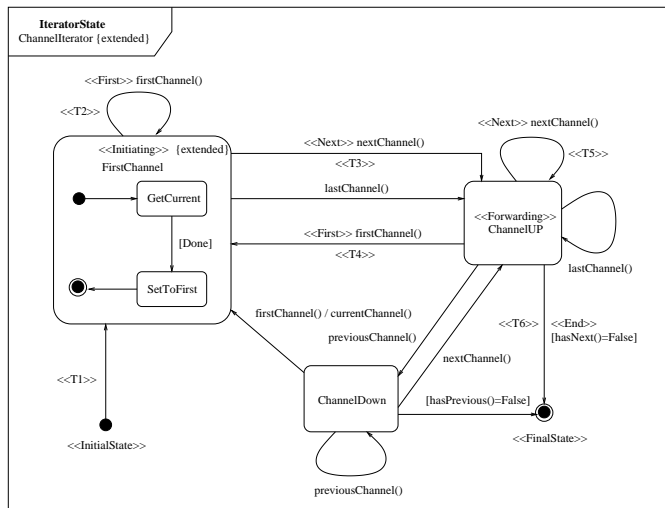 IteratorState
ChannelIterator {extended}
<<First>> firstChannel()
<<T2>>
<<Initiating>> {extended}
FirstChannel
GetCurrent
[Done]
SetToFirst
<<Next>> nextChannel()
<<T3>>
lastChannel()
<<First>> firstChannel()
<<T4>>
<<Next>> nextChannel()
<<T5>>
<<Forwarding>>
ChannelUP
lastChannel()
firstChannel() / currentChannel()
previousChannel()
nextChannel()
<<T6>>
<<End>>
[hasNext()=False]
<<T1>>
ChannelDown
[hasPrevious()=False]
<<InitialState>>
<<FinalState>>
previousChannel()